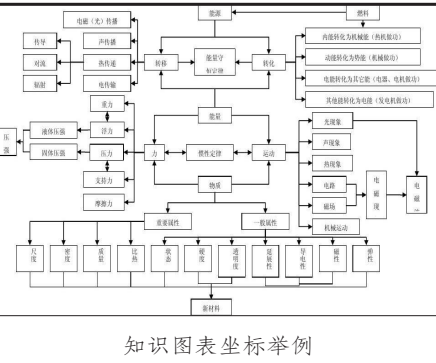 能源
燃料
电磁（光）传播
内能转化为机械能（热机做功）
传导
声传播
对流
热传递
转移
能量守
恒定律
转化
动能转化为势能（机械做功）
辐射
电传输
电能转化为其它能（电器、电机做功）
其他能转化为电能（发电机做功）
重力
能量
光现象
压强
液体压强
浮力
声现象
固体压强
压力
力
惯性定律
运动
热现象
支持力
物质
电路
电磁现
电磁
摩擦力
磁场
重要属性
一般属性
机械运动
尺度
密度
质量
比热
状态
硬度
透明度
延展性
导电性
磁性
弹性
新材料
知识图表坐标举例